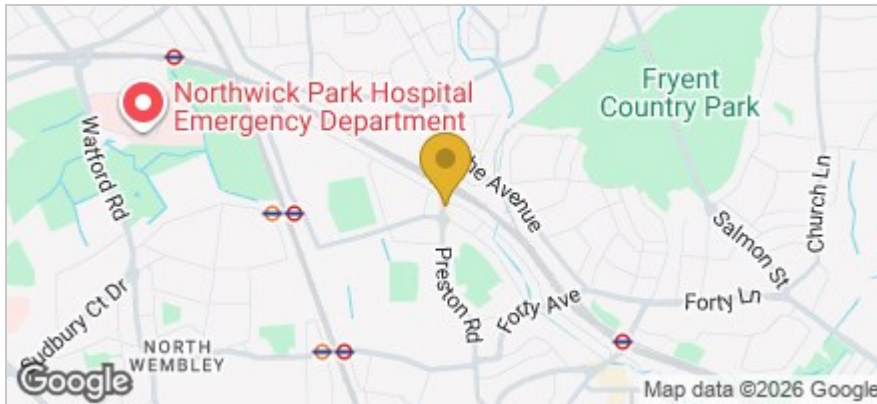 Northwick Park Hospital
Emergency Department
Fryent
Country Park
Watford Rd
The Avenue
Church Ln
Salmon St
Preston Rd
Forty Ave
Forty Ln
Sudbury Ct Dr
NORTH
WEMBLEY
Google
Map data ©2026 Google